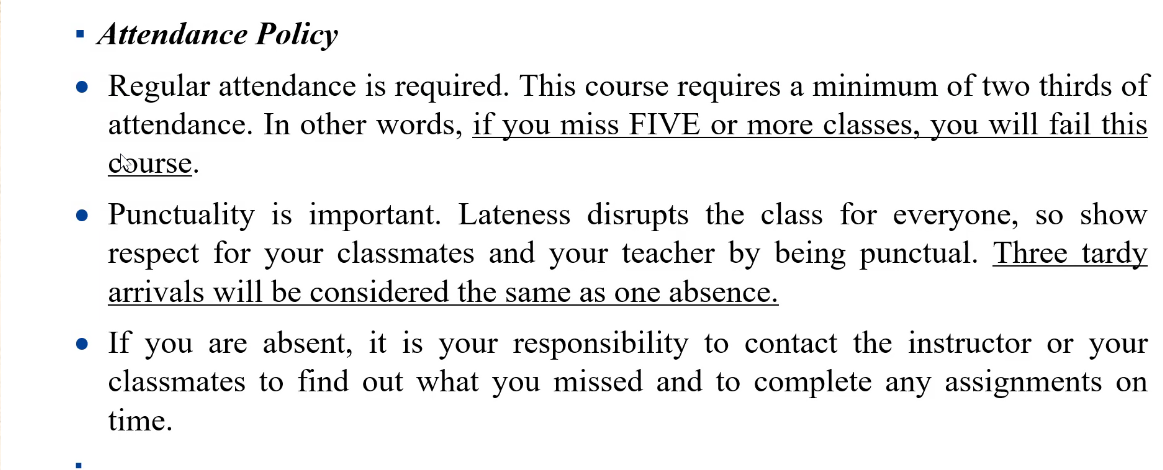 ▪ Attendance Policy
• Regular attendance is required. This course requires a minimum of two thirds of
attendance. In other words, if you miss FIVE or more classes, you will fail this
course.
• Punctuality is important. Lateness disrupts the class for everyone, so show
respect for your classmates and your teacher by being punctual. Three tardy
arrivals will be considered the same as one absence.
• If you are absent, it is your responsibility to contact the instructor or your
classmates to find out what you missed and to complete any assignments on
time.